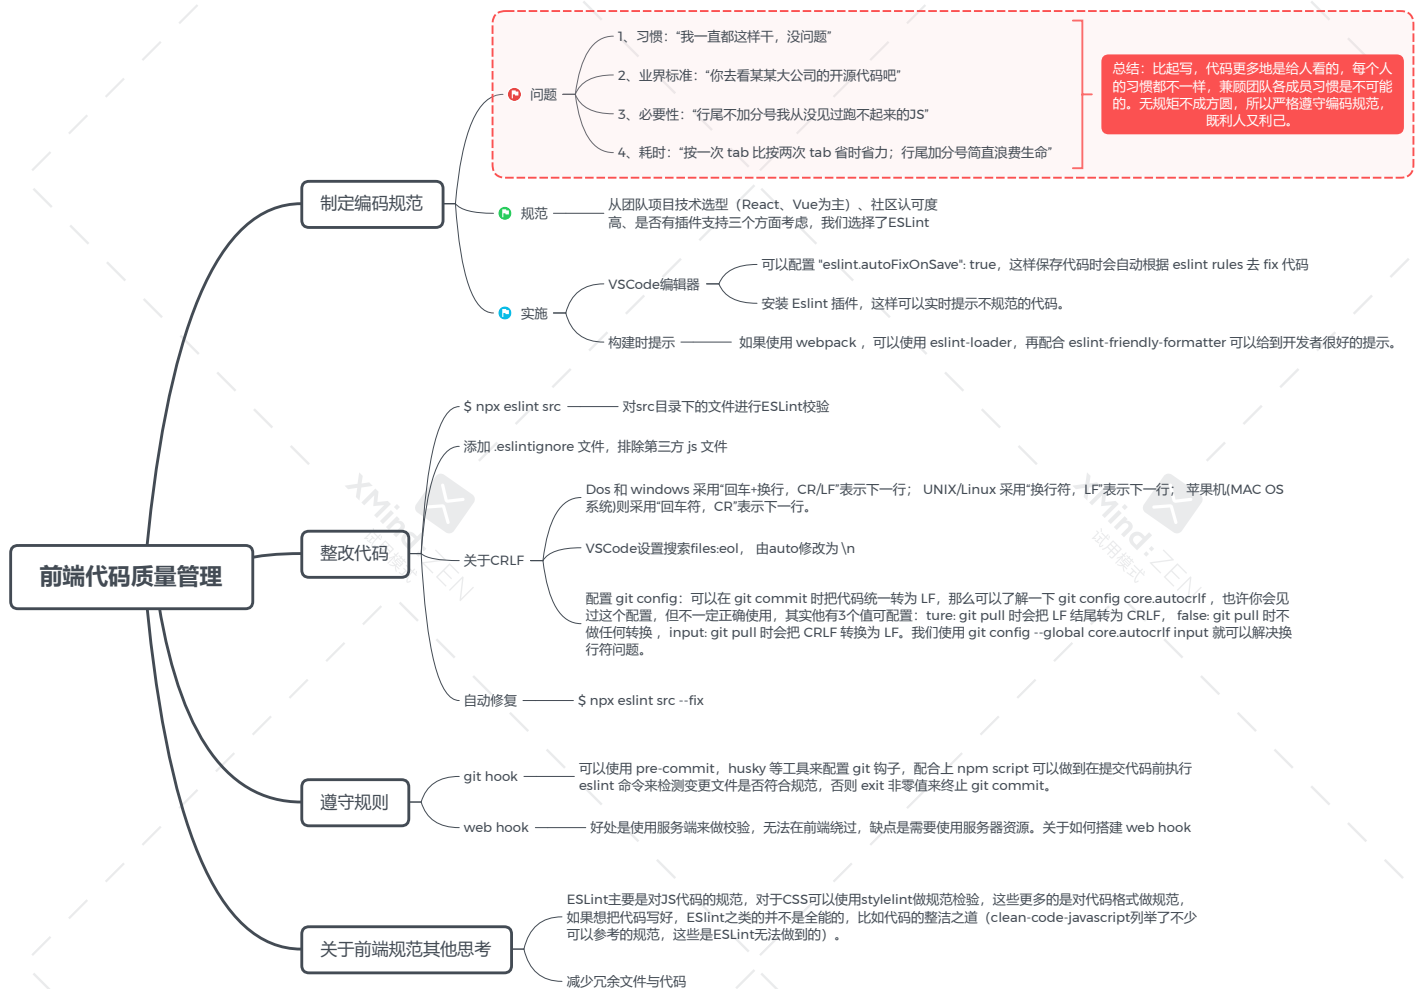 前端代码质量管理
制定编码规范
问题
1、习惯：“我一直都这样干，没问题”
2、业界标准：“你去看某某大公司的开源代码吧”
3、必要性：“行尾不加分号我从没见过跑不起来的JS”
4、耗时：“按一次 tab 比按两次 tab 省时省力；行尾加分号简直浪费生命”
总结：比起写，代码更多地是给人看的，每个人
的习惯都不一样，兼顾团队各成员习惯是不可能
的。无规矩不成方圆，所以严格遵守编码规范，
既利人又利己。
规范
从团队项目技术选型（React、Vue为主）、社区认可度
高、是否有插件支持三个方面考虑，我们选择了ESLint
实施
VSCode编辑器
可以配置 "eslint.autoFixOnSave": true，这样保存代码时会自动根据 eslint rules 去 fix 代码
安装 Eslint 插件，这样可以实时提示不规范的代码。
构建时提示
如果使用 webpack ，可以使用 eslint-loader，再配合 eslint-friendly-formatter 可以给到开发者很好的提示。
整改代码
$ npx eslint src
对src目录下的文件进行ESLint校验
添加 .eslintignore 文件，排除第三方 js 文件
关于CRLF
Dos 和 windows 采用“回车+换行，CR/LF”表示下一行； UNIX/Linux 采用“换行符，LF”表示下一行； 苹果机(MAC OS
系统)则采用“回车符，CR”表示下一行。
VSCode设置搜索files:eol， 由auto修改为 \n
配置 git config：可以在 git commit 时把代码统一转为 LF，那么可以了解一下 git config core.autocrlf ，也许你会见
过这个配置，但不一定正确使用，其实他有3个值可配置：ture: git pull 时会把 LF 结尾转为 CRLF， false: git pull 时不
做任何转换 ，input: git pull 时会把 CRLF 转换为 LF。我们使用 git config --global core.autocrlf input 就可以解决换
行符问题。
自动修复
$ npx eslint src --fix
遵守规则
git hook
可以使用 pre-commit，husky 等工具来配置 git 钩子，配合上 npm script 可以做到在提交代码前执行
eslint 命令来检测变更文件是否符合规范，否则 exit 非零值来终止 git commit。
web hook
好处是使用服务端来做校验，无法在前端绕过，缺点是需要使用服务器资源。关于如何搭建 web hook
关于前端规范其他思考
ESLint主要是对JS代码的规范，对于CSS可以使用stylelint做规范检验，这些更多的是对代码格式做规范，
如果想把代码写好，ESlint之类的并不是全能的，比如代码的整洁之道（clean-code-javascript列举了不少
可以参考的规范，这些是ESLint无法做到的）。
减少冗余文件与代码
XMind:ZEN
试用模式
XMind:ZEN
试用模式